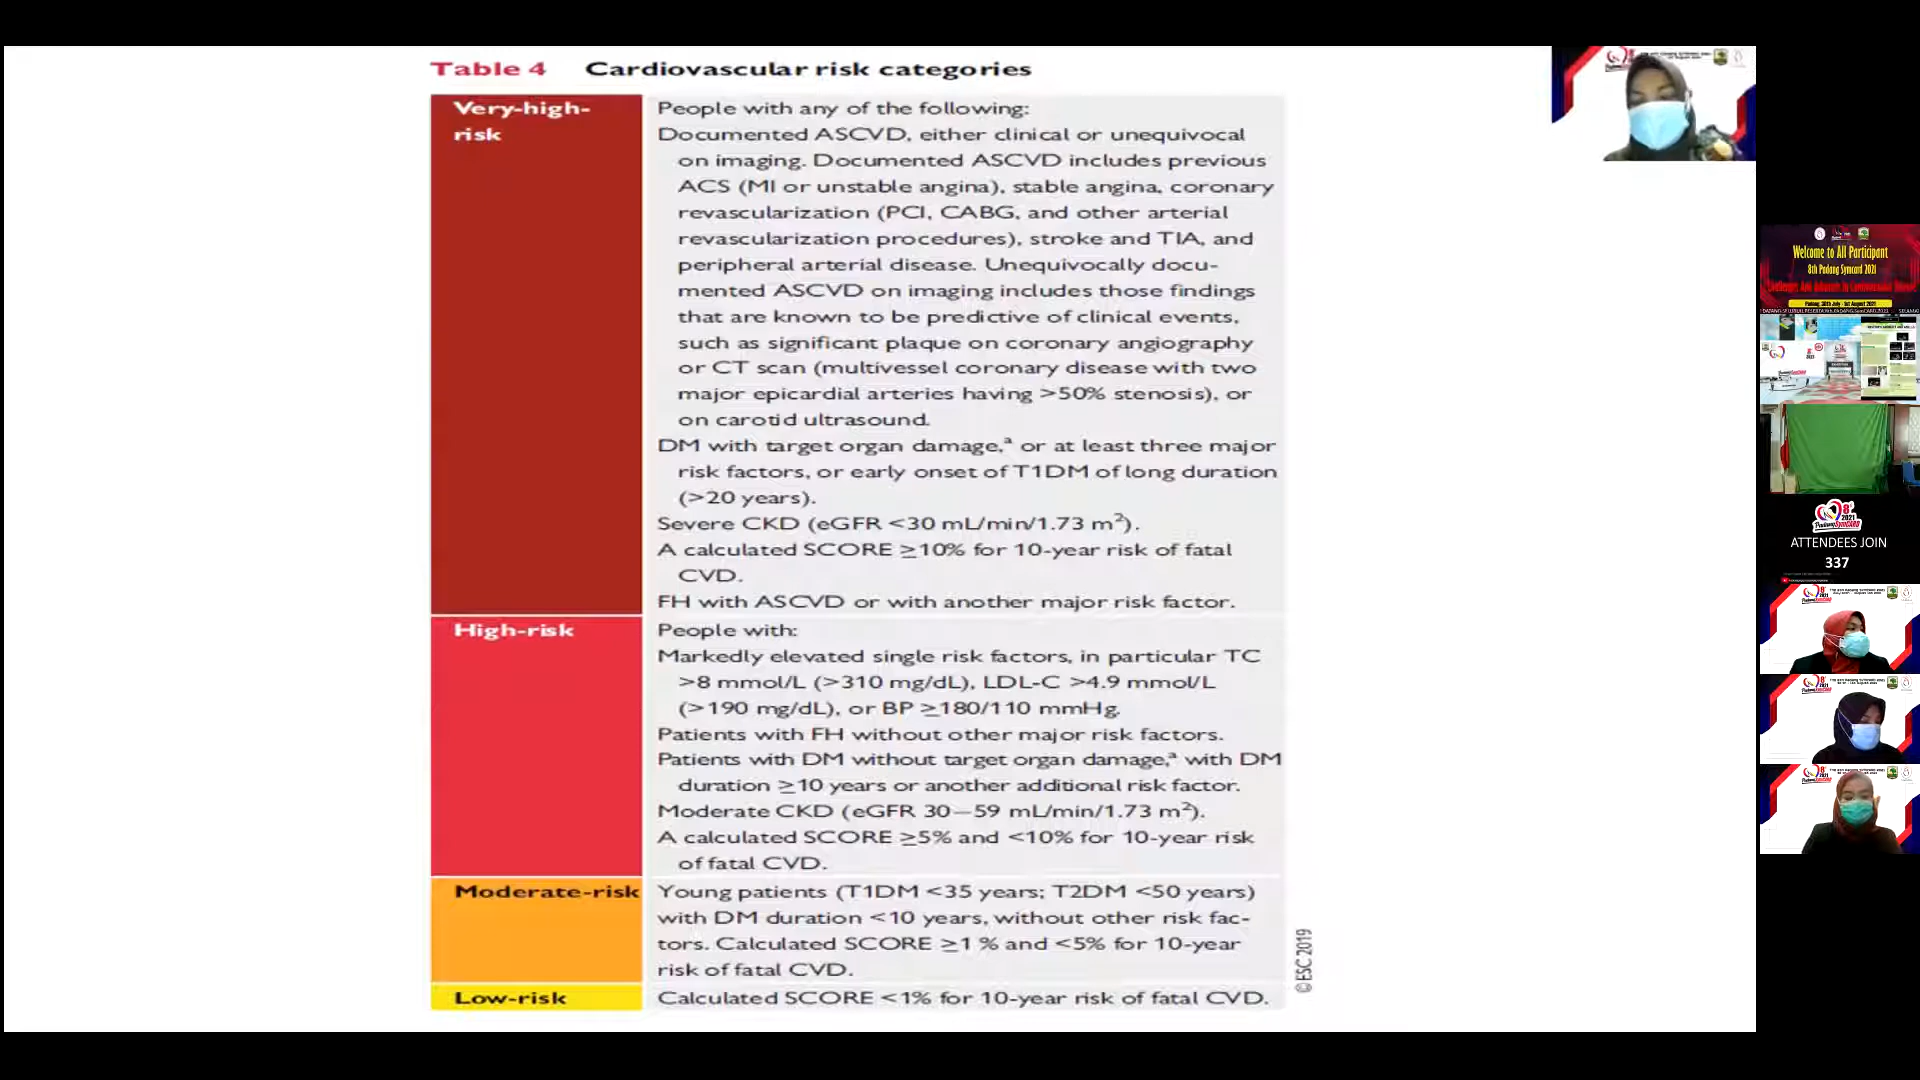 Table 4 Cardiovascular risk categories
Very-high-
risk
People with any of the following:
Documented ASCVD, either clinical or unequivocal
on imaging. Documented ASCVD includes previous
ACS (MI or unstable angina), stable angina, coronary
revascularization (PCI, CABG, and other arterial
revascularization procedures), stroke and TIA, and
peripheral arterial disease. Unequivocally docu-
mented ASCVD on imaging includes those findings
that are known to be predictive of clinical events,
such as significant plaque on coronary angiography
or CT scan (multivessel coronary disease with two
major epicardial arteries having >50% stenosis), or
on carotid ultrasound.
DM with target organ damage,ª or at least three major
risk factors, or early onset of T1DM of long duration
(>20 years).
Severe CKD (eGFR <30 mL/min/1.73 m²).
A calculated SCORE ≥10% for 10-year risk of fatal
CVD.
FH with ASCVD or with another major risk factor.
High-risk
People with:
Markedly elevated single risk factors, in particular TC
>8 mmol/L (>310 mg/dL), LDL-C >4.9 mmol/L
(>190 mg/dL), or BP ≥180/110 mmHg.
Patients with FH without other major risk factors.
Patients with DM without target organ damage,ª with DM
duration ≥10 years or another additional risk factor.
Moderate CKD (eGFR 30–59 mL/min/1.73 m²).
A calculated SCORE ≥5% and <10% for 10-year risk
of fatal CVD.
Moderate-risk
Young patients (T1DM <35 years; T2DM <50 years)
with DM duration <10 years, without other risk fac-
tors. Calculated SCORE ≥1 % and <5% for 10-year
risk of fatal CVD.
Low-risk
Calculated SCORE <1% for 10-year risk of fatal CVD.
©ESC 2019
Welcome to All Participant
8th Padang Symcard 2021
Padang, 30th July - 1st August 2021
8th
2021
PadangSymCARD
ATTENDEES JOIN
337